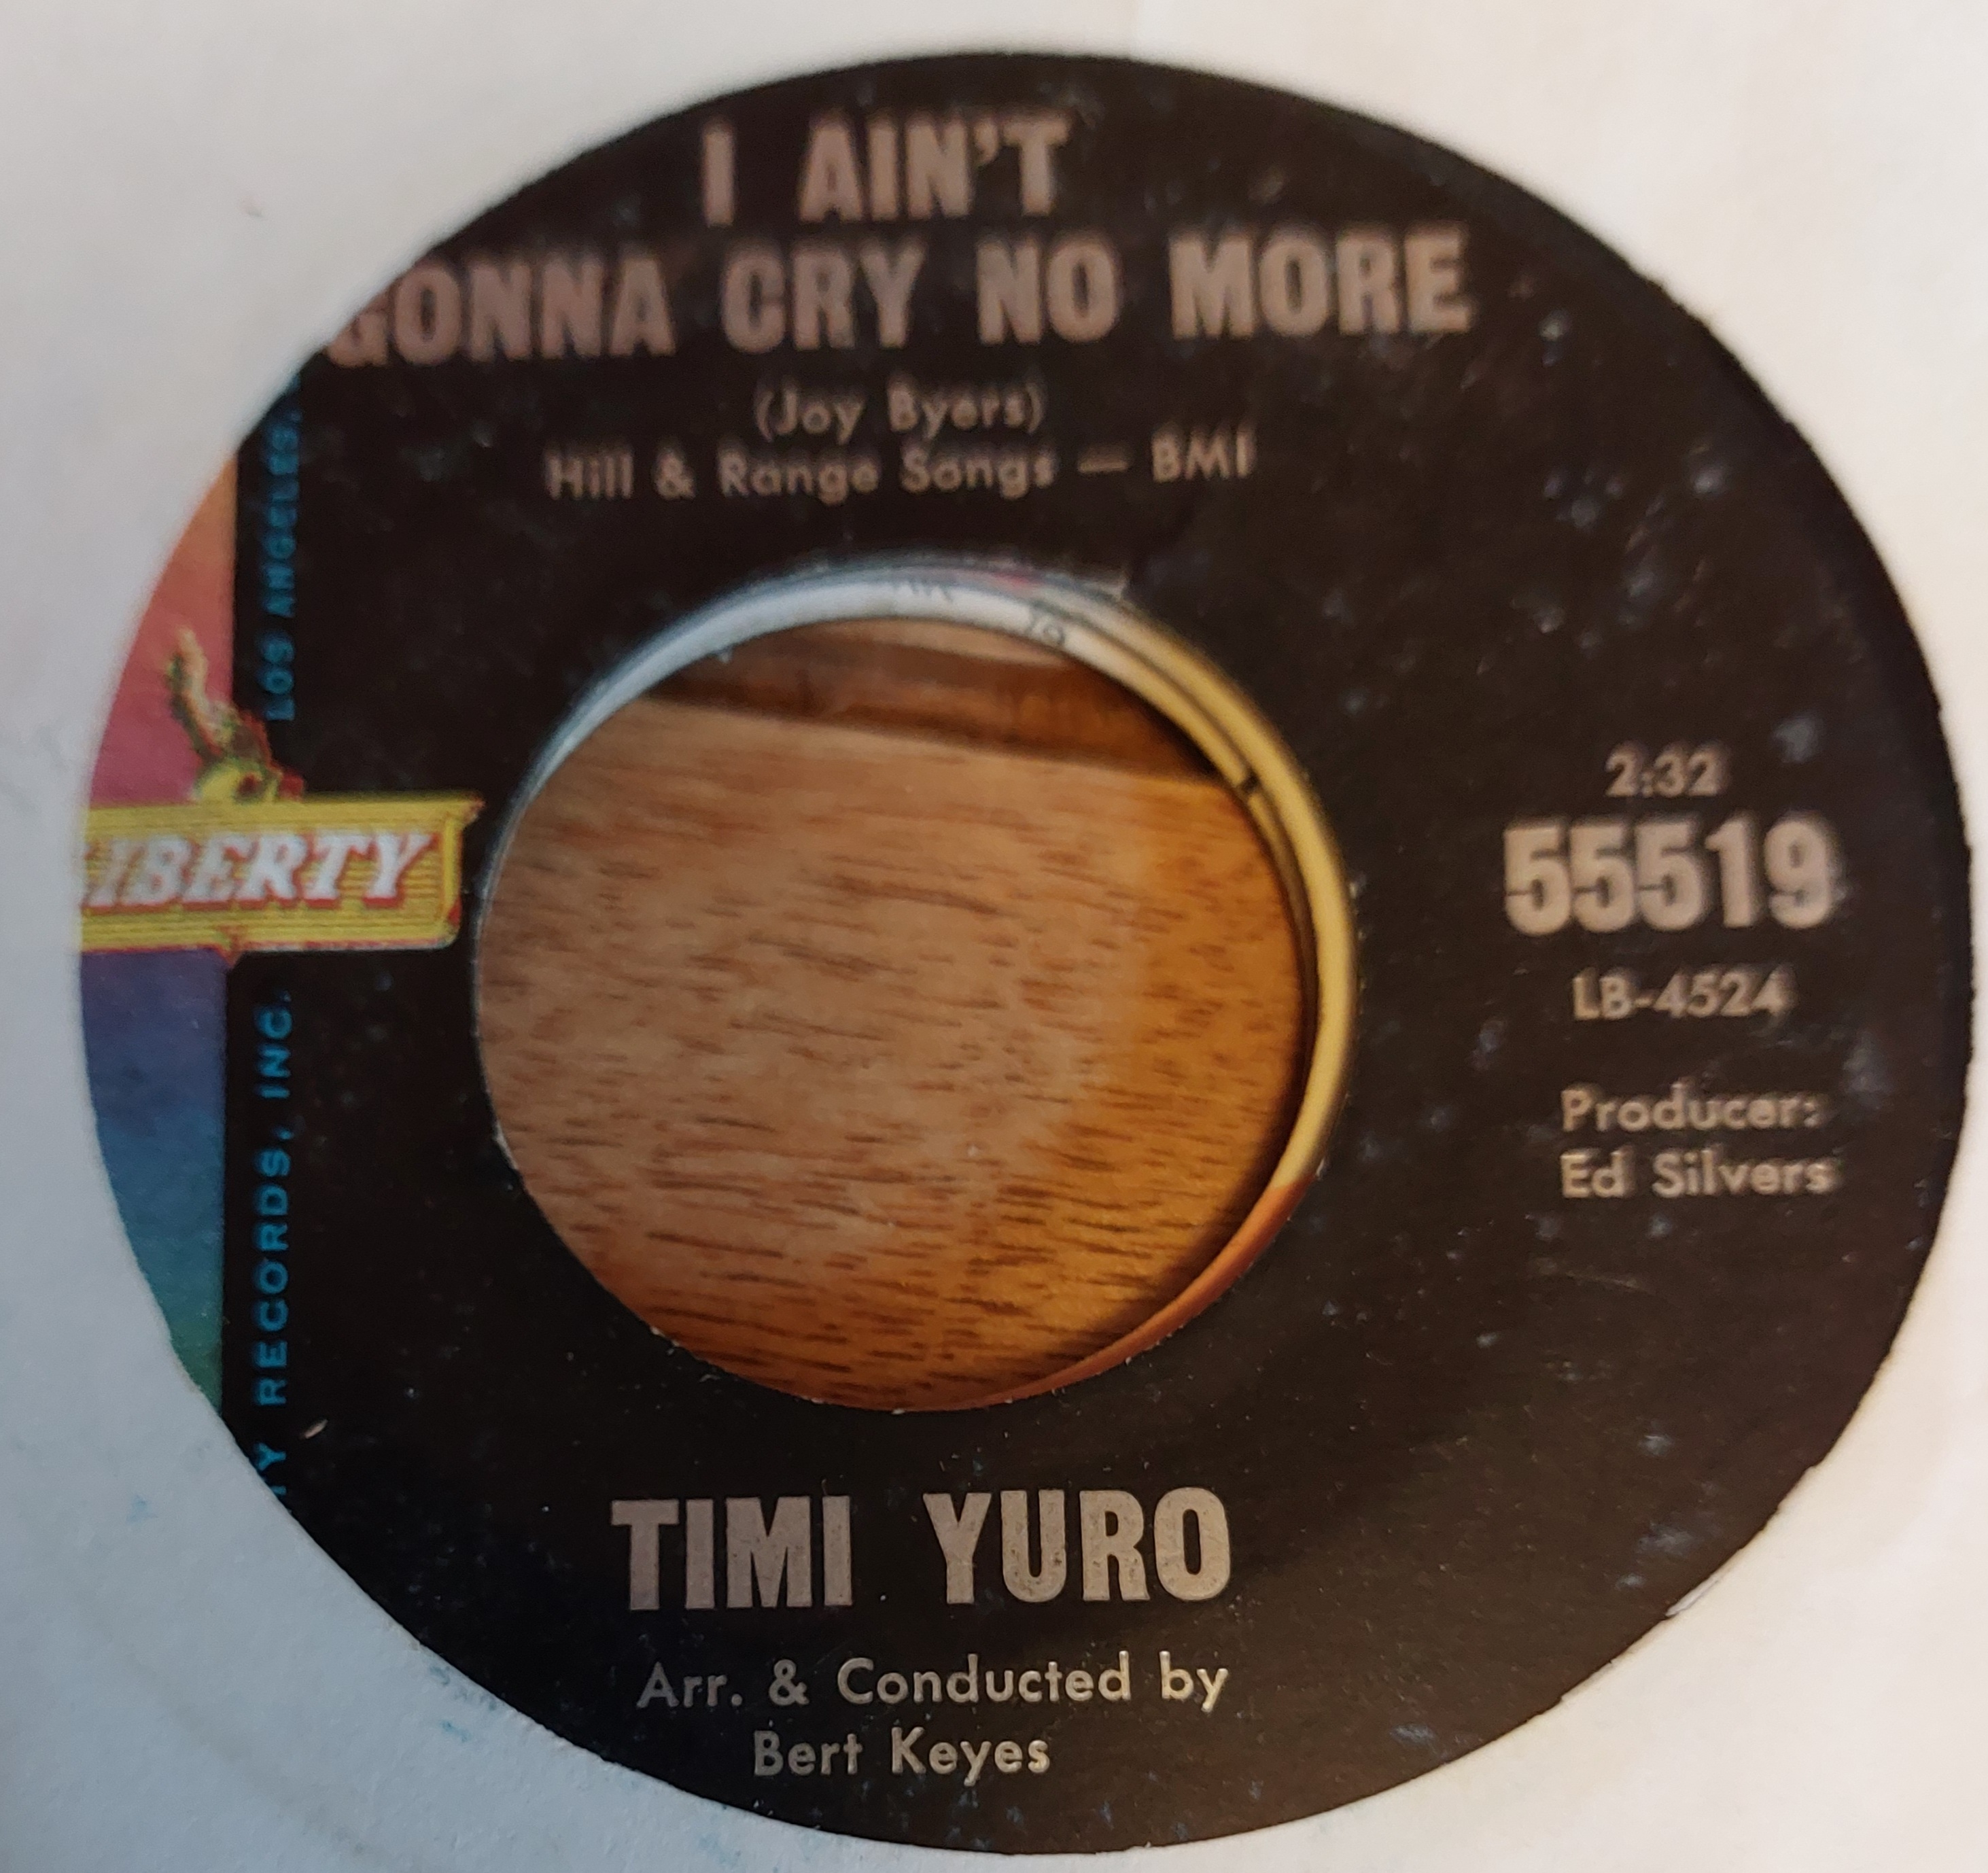 I AIN'T
GONNA CRY NO MORE
(Joy Byers)
Hill & Range Songs — BMI
LOS ANGELES,
LIBERTY
RECORDS, INC.
2:32
55519
LB-4524
Producer:
Ed Silvers
TIMI YURO
Arr. & Conducted by
Bert Keyes